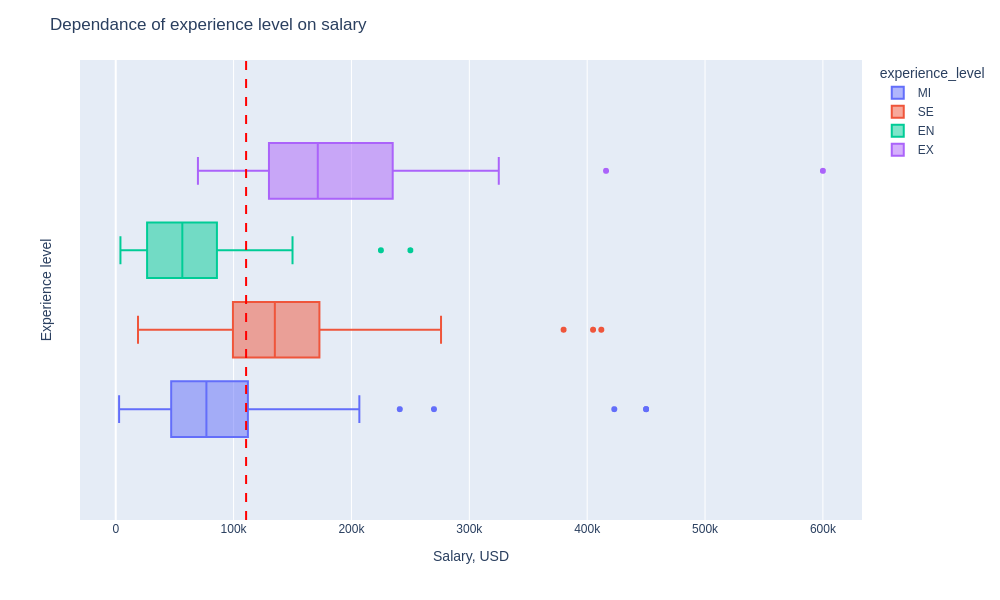 Dependance of experience level on salary
experience_level
MI
SE
EN
EX
Experience level
0 100k 200k 300k 400k 500k 600k
Salary, USD